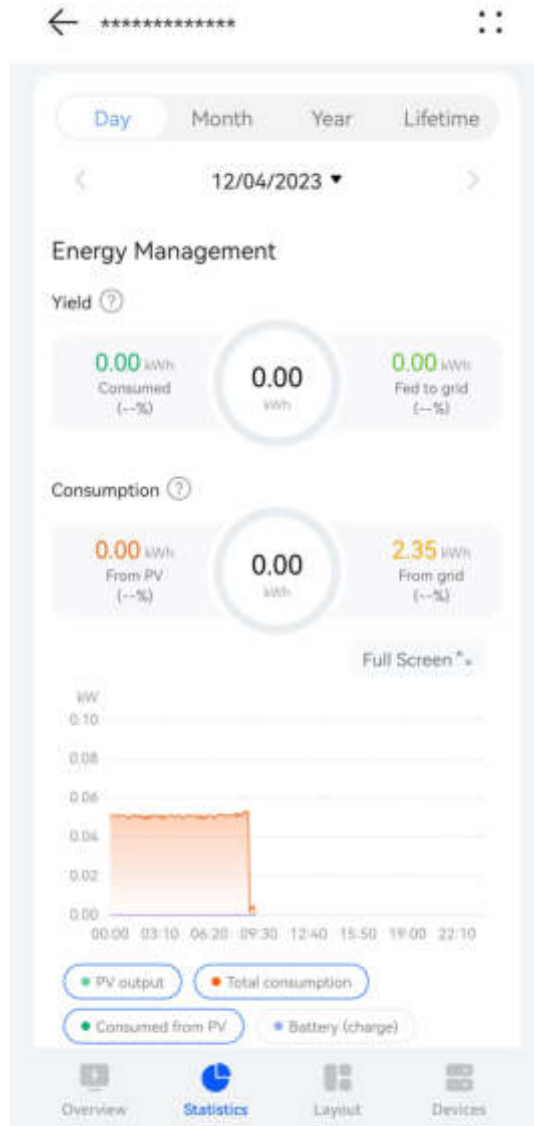 *************
Day Month Year Lifetime
12/04/2023
Energy Management
Yield ?
0.00 kWh 0.00 0.00 kWh
Consumed kWh Fed to grid
(--%) (--%)
Consumption ?
0.00 kWh 0.00 2.35 kWh
From PV kWh From grid
(--%) (--%)
Full Screen
kW
0.10
0.08
0.06
0.04
0.02
0.00
00:00 03:10 06:20 09:30 12:40 15:50 19:00 22:10
PV output Total consumption
Consumed from PV Battery (charge)
Overview Statistics Layout Devices